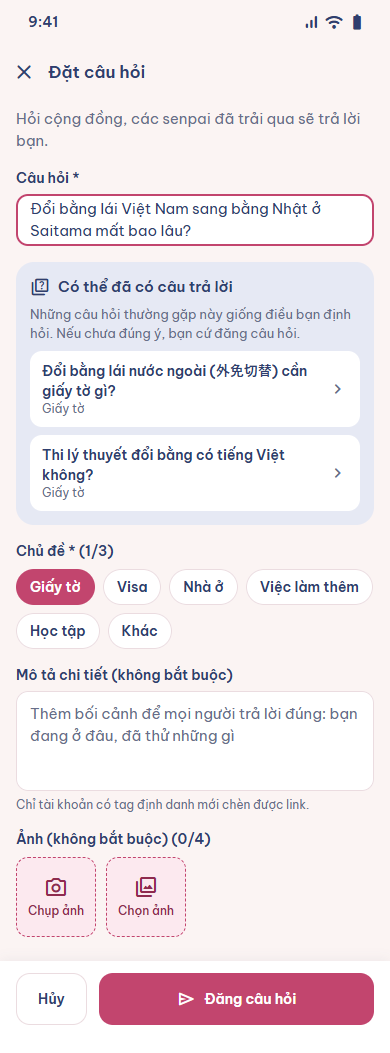 9:41
Đặt câu hỏi
Hỏi cộng đồng, các senpai đã trải qua sẽ trả lời
bạn.
Câu hỏi *
Đổi bằng lái Việt Nam sang bằng Nhật ở
Saitama mất bao lâu?
Có thể đã có câu trả lời
Những câu hỏi thường gặp này giống điều bạn định
hỏi. Nếu chưa đúng ý, bạn cứ đăng câu hỏi.
Đổi bằng lái nước ngoài (外免切替) cần
giấy tờ gì?
Giấy tờ
Thi lý thuyết đổi bằng có tiếng Việt
không?
Giấy tờ
Chủ đề * (1/3)
Giấy tờ
Visa
Nhà ở
Việc làm thêm
Học tập
Khác
Mô tả chi tiết (không bắt buộc)
Thêm bối cảnh để mọi người trả lời đúng: bạn
đang ở đâu, đã thử những gì
Chỉ tài khoản có tag định danh mới chèn được link.
Ảnh (không bắt buộc) (0/4)
Chụp ảnh
Chọn ảnh
Hủy
Đăng câu hỏi